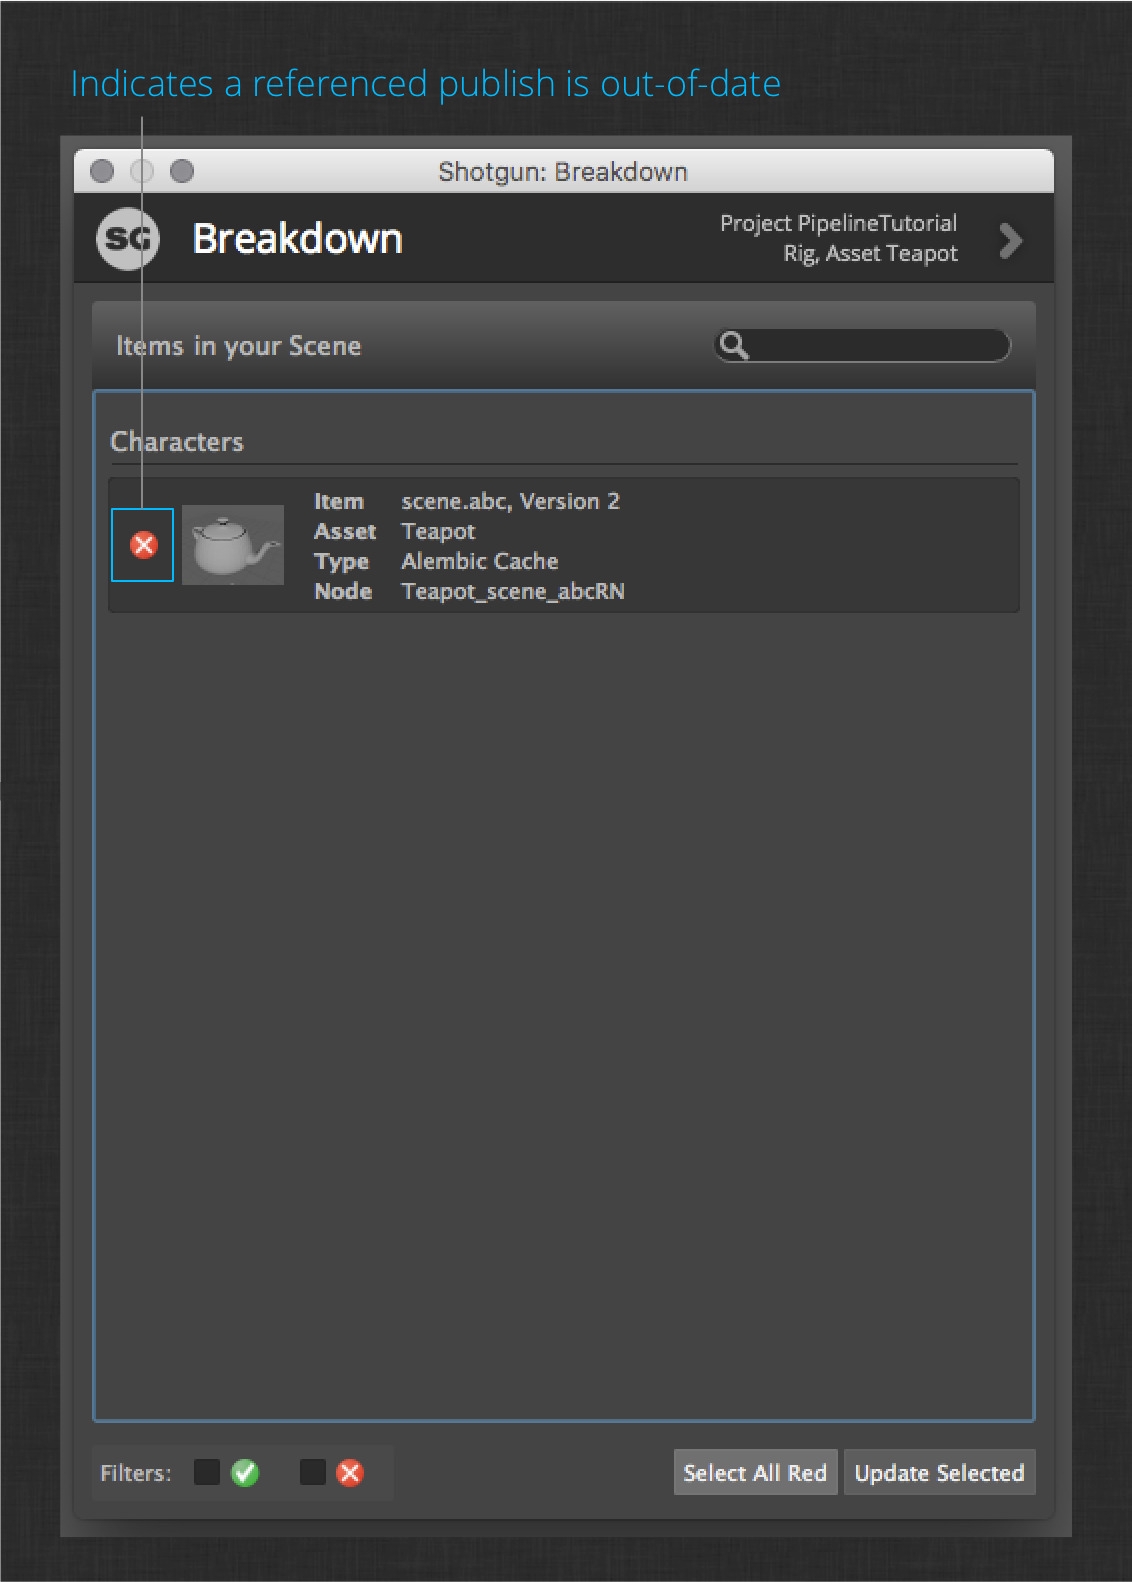 Indicates a referenced publish is out-of-date
Shotgun: Breakdown
SG
Breakdown
Project PipelineTutorial
Rig, Asset Teapot
Items in your Scene
Characters
Item scene.abc, Version 2
Asset Teapot
Type Alembic Cache
Node Teapot_scene_abcRN
Filters:
Select All Red
Update Selected